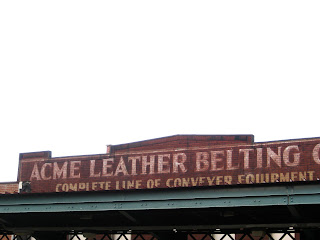 ACME LEATHER BELTING C
COMPLETE LINE OF CONVEYER EQUIPMENT.